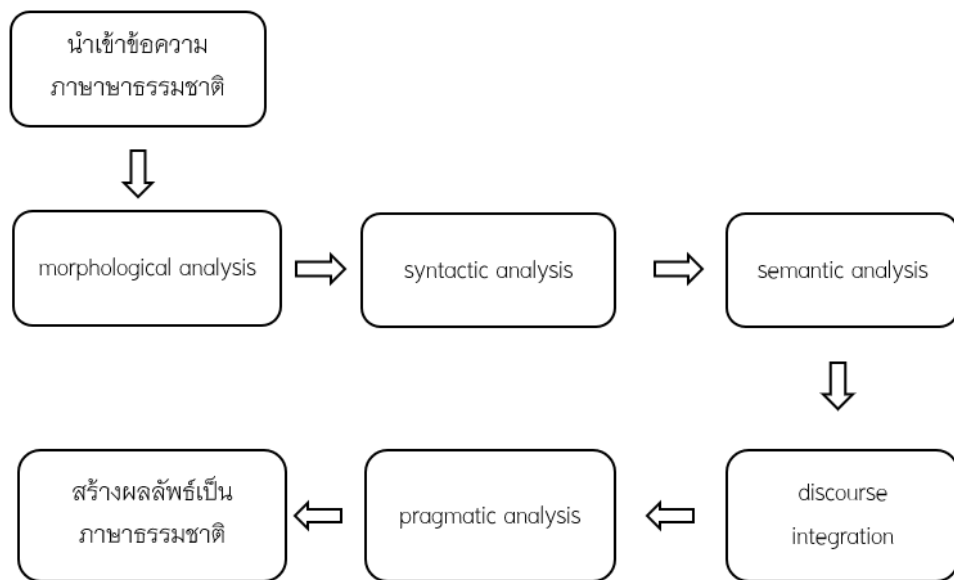 นำเข้าข้อความ
ภาษาษาธรรมชาติ
morphological analysis
syntactic analysis
semantic analysis
discourse
integration
pragmatic analysis
สร้างผลลัพธ์เป็น
ภาษาธรรมชาติ